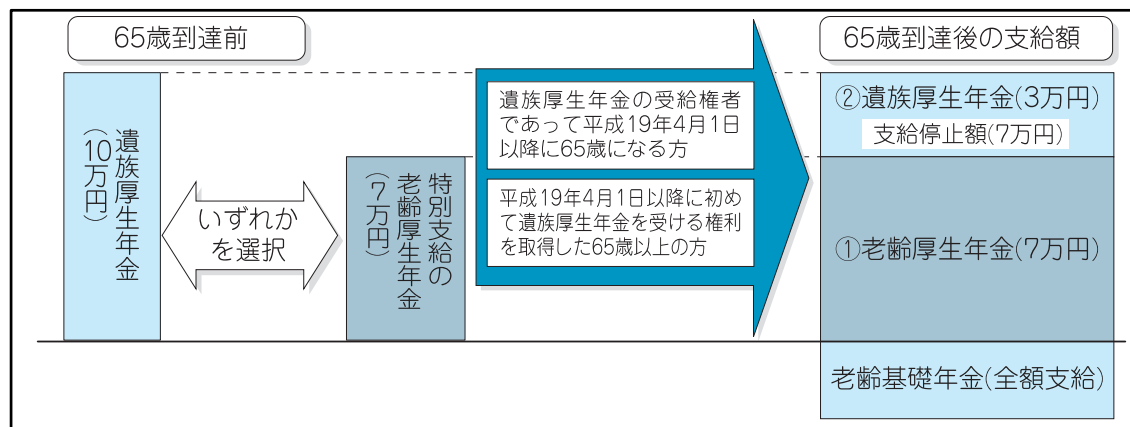 65歳到達前
65歳到達後の支給額
遺族厚生年金
（10万円）
いずれか
を選択
特別支給の
老齢厚生年金
（7万円）
遺族厚生年金の受給権者
であって平成19年4月1日
以降に65歳になる方
平成19年4月1日以降に初め
て遺族厚生年金を受ける権利
を取得した65歳以上の方
②遺族厚生年金(3万円)
支給停止額(7万円)
①老齢厚生年金(7万円)
老齢基礎年金(全額支給)